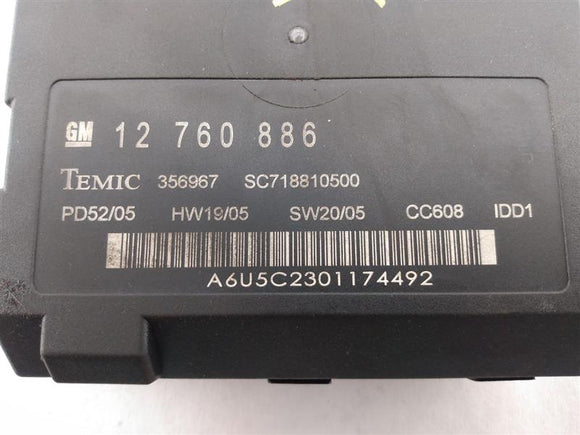 GM 12 760 886
TEMIC 356967 SC718810500
PD52/05 HW19/05 SW20/05 CC608 IDD1
A6U5C2301174492